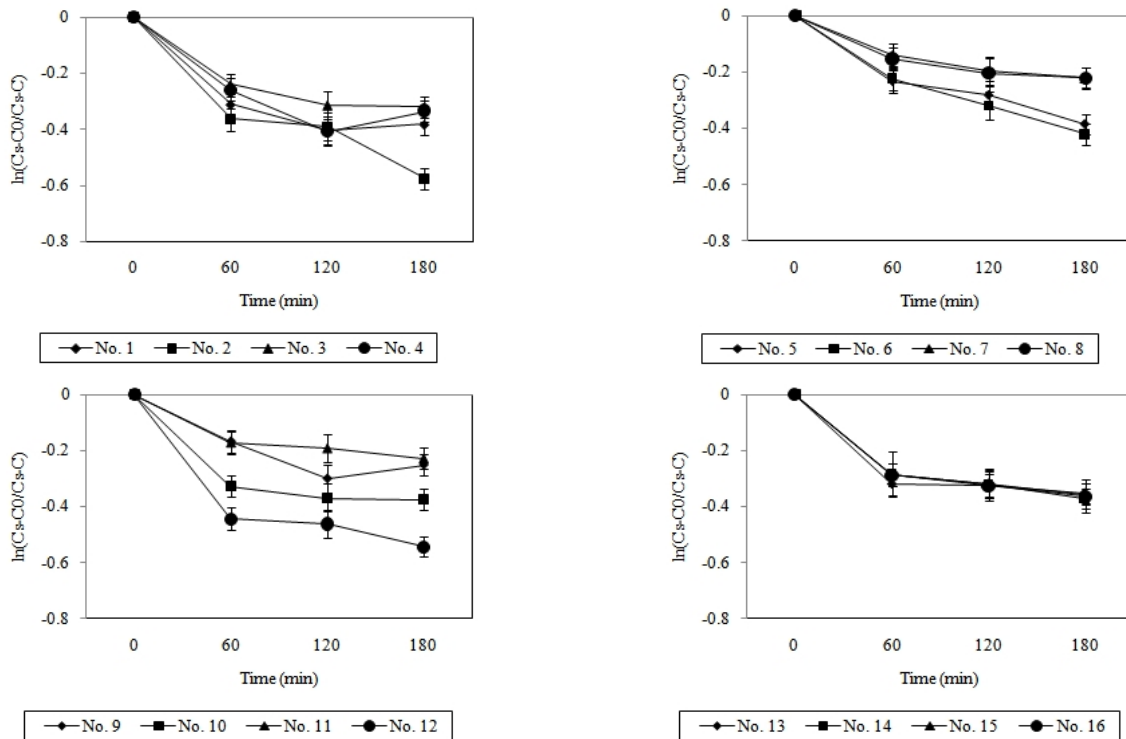 0
-0.2
-0.4
-0.6
-0.8
ln(Cs-C0/Cs-C)
0 60 120 180
Time (min)
No. 1 No. 2 No. 3 No. 4
0
-0.2
-0.4
-0.6
-0.8
ln(Cs-C0/Cs-C)
0 60 120 180
Time (min)
No. 5 No. 6 No. 7 No. 8
0
-0.2
-0.4
-0.6
-0.8
ln(Cs-C0/Cs-C)
0 60 120 180
Time (min)
No. 9 No. 10 No. 11 No. 12
0
-0.2
-0.4
-0.6
-0.8
ln(Cs-C0/Cs-C)
0 60 120 180
Time (min)
No. 13 No. 14 No. 15 No. 16